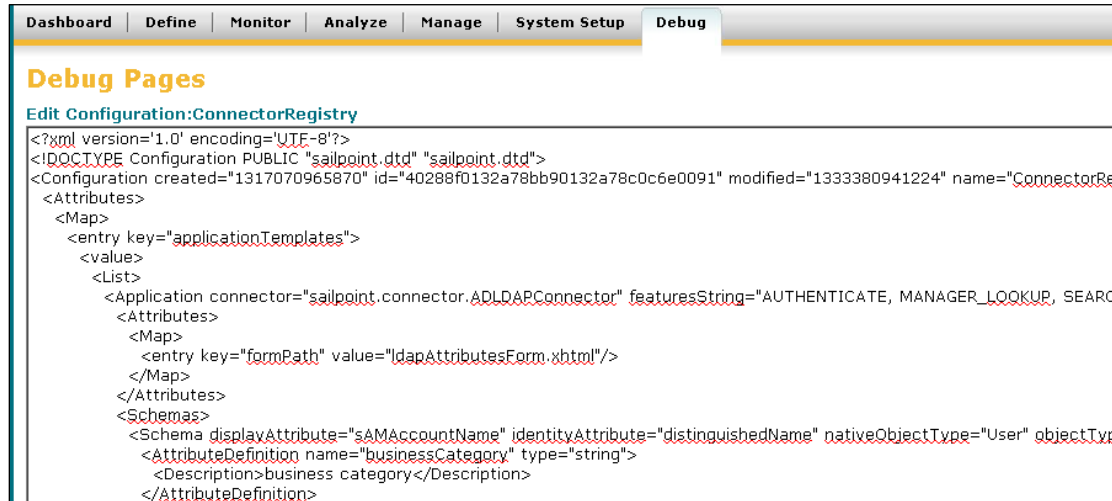 Dashboard | Define | Monitor | Analyze | Manage | System Setup | Debug
Debug Pages
Edit Configuration:ConnectorRegistry
<?xml version='1.0' encoding='UTF-8'?>
<!DOCTYPE Configuration PUBLIC "sailpoint.dtd" "sailpoint.dtd">
<Configuration created="1317070965870" id="40288f0132a78bb90132a78c0c6e0091" modified="1333380941224" name="ConnectorRe
<Attributes>
<Map>
<entry key="applicationTemplates">
<value>
<List>
<Application connector="sailpoint.connector.ADLDAPConnector" featuresString="AUTHENTICATE, MANAGER_LOOKUP, SEARC
<Attributes>
<Map>
<entry key="formPath" value="ldapAttributesForm.xhtml"/>
</Map>
</Attributes>
<Schemas>
<Schema displayAttribute="sAMAccountName" identityAttribute="distinguishedName" nativeObjectType="User" objectTyp
<AttributeDefinition name="businessCategory" type="string">
<Description>business category</Description>
</AttributeDefinition>